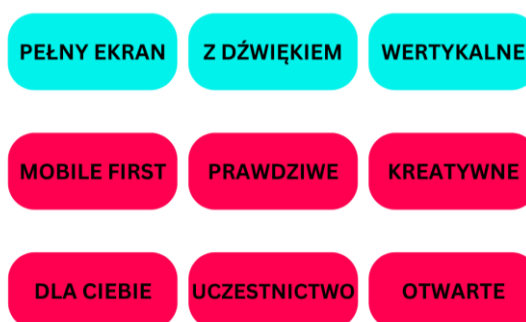 PEŁNY EKRAN
Z DŹWIĘKIEM
WERTYKALNE
MOBILE FIRST
PRAWDZIWE
KREATYWNE
DLA CIEBIE
UCZESTNICTWO
OTWARTE